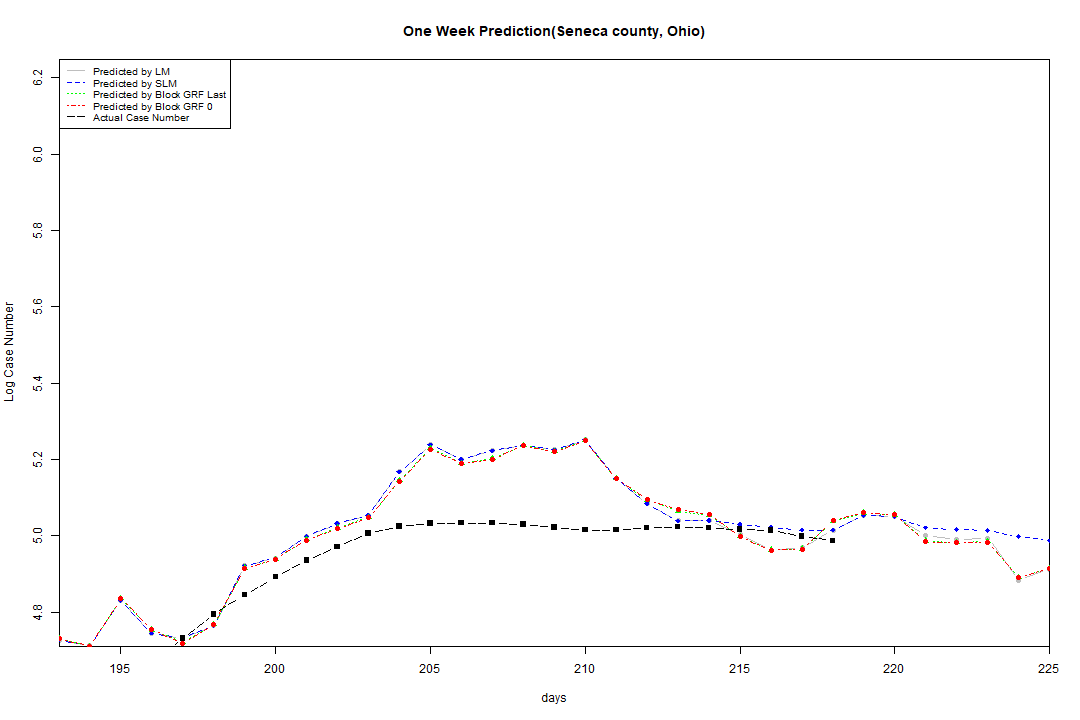 One Week Prediction(Seneca county, Ohio)
Predicted by LM
Predicted by SLM
Predicted by Block GRF Last
Predicted by Block GRF 0
Actual Case Number
6.2
6.0
5.8
5.6
5.4
5.2
5.0
4.8
Log Case Number
195 200 205 210 215 220 225
days